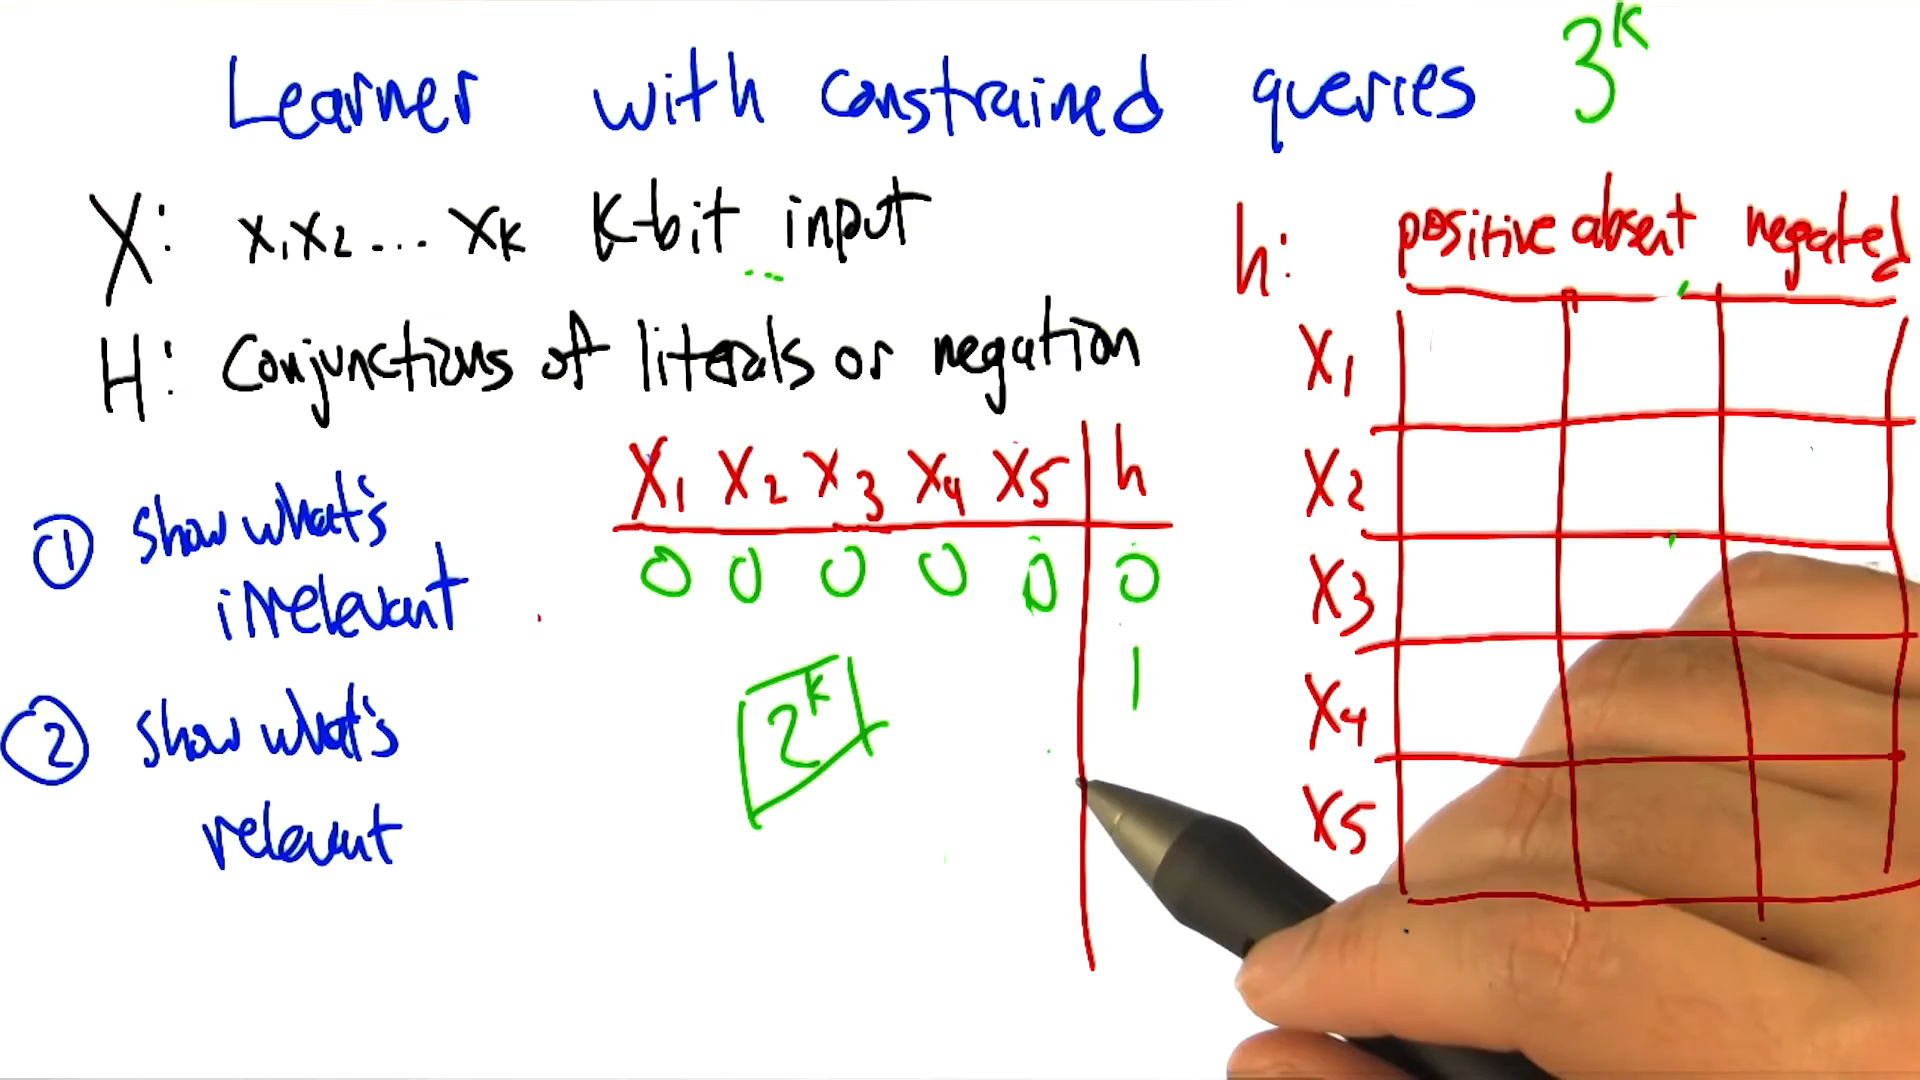 Learner with constrained queries 3^k
X: x1x2 ... xk k-bit input
H: Conjunctions of literals or negation
① show what's
irrelevant
② show what's
relevant
x1 x2 x3 x4 x5 h
0 0 0 0 0 0
1
2^k
h: positive absent negated
x1
x2
x3
x4
x5